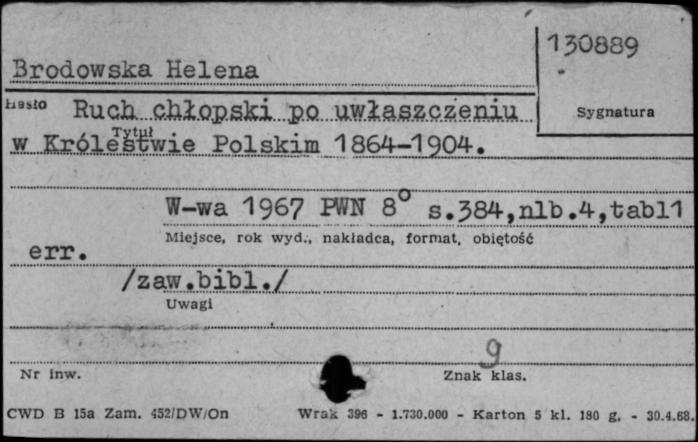 130889
Brodowska Helena
Hasło Ruch chłopski po uwłaszczeniu
Sygnatura
Tytuł
w Królestwie Polskim 1864-1904.
W-wa 1967 PWN 8° s.384,nlb.4,tabl1
Miejsce, rok wyd., nakładca, format, objętość
err.
/zaw.bibl./
Uwagi
9
Nr inw.
Znak klas.
CWD B 15a Zam. 452/DW/On Wrak 396 - 1.730.000 - Karton 5 kl. 180 g. - 30.4.68.